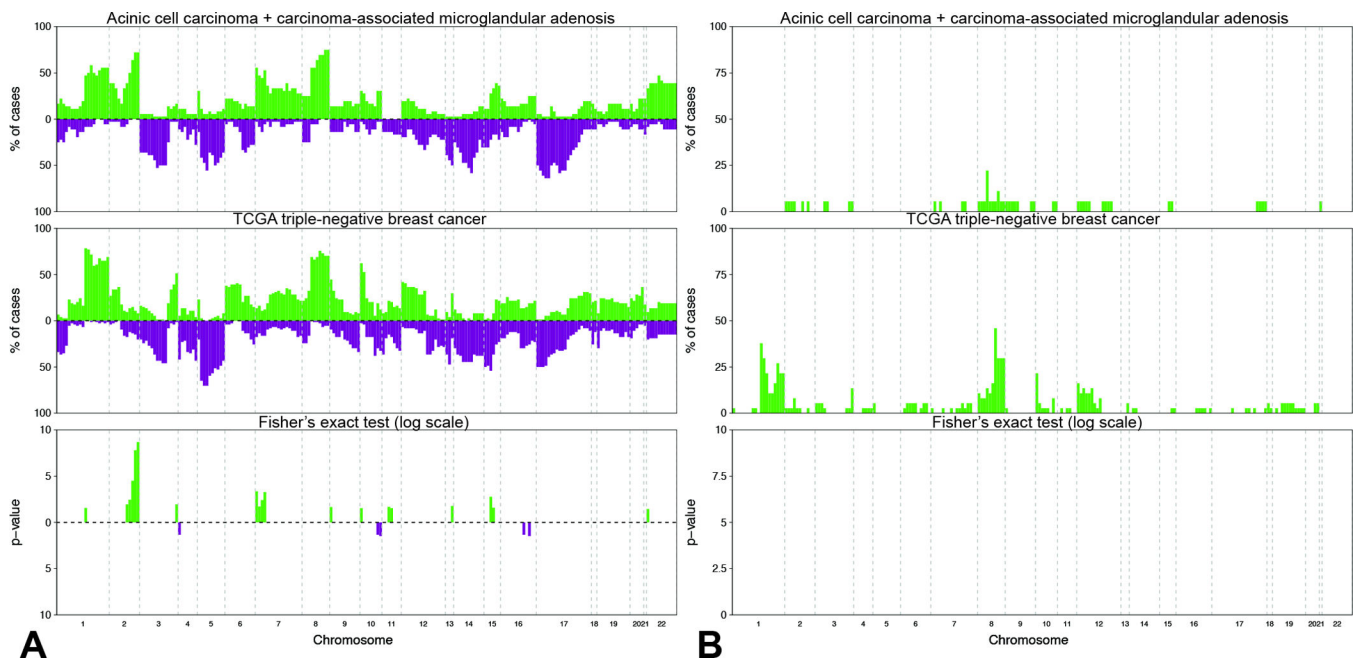 Acinic cell carcinoma + carcinoma-associated microglandular adenosis
100
50
0
50
100
% of cases
TCGA triple-negative breast cancer
100
50
0
50
100
% of cases
Fisher's exact test (log scale)
10
5
0
5
10
p-value
1 2 3 4 5 6 7 8 9 10 11 12 13 14 15 16 17 18 19 2021 22
Chromosome
A
Acinic cell carcinoma + carcinoma-associated microglandular adenosis
100
75
50
25
0
% of cases
TCGA triple-negative breast cancer
100
75
50
25
0
% of cases
Fisher's exact test (log scale)
10
7.5
5
2.5
0
p-value
1 2 3 4 5 6 7 8 9 10 11 12 13 14 15 16 17 18 19 2021 22
Chromosome
B